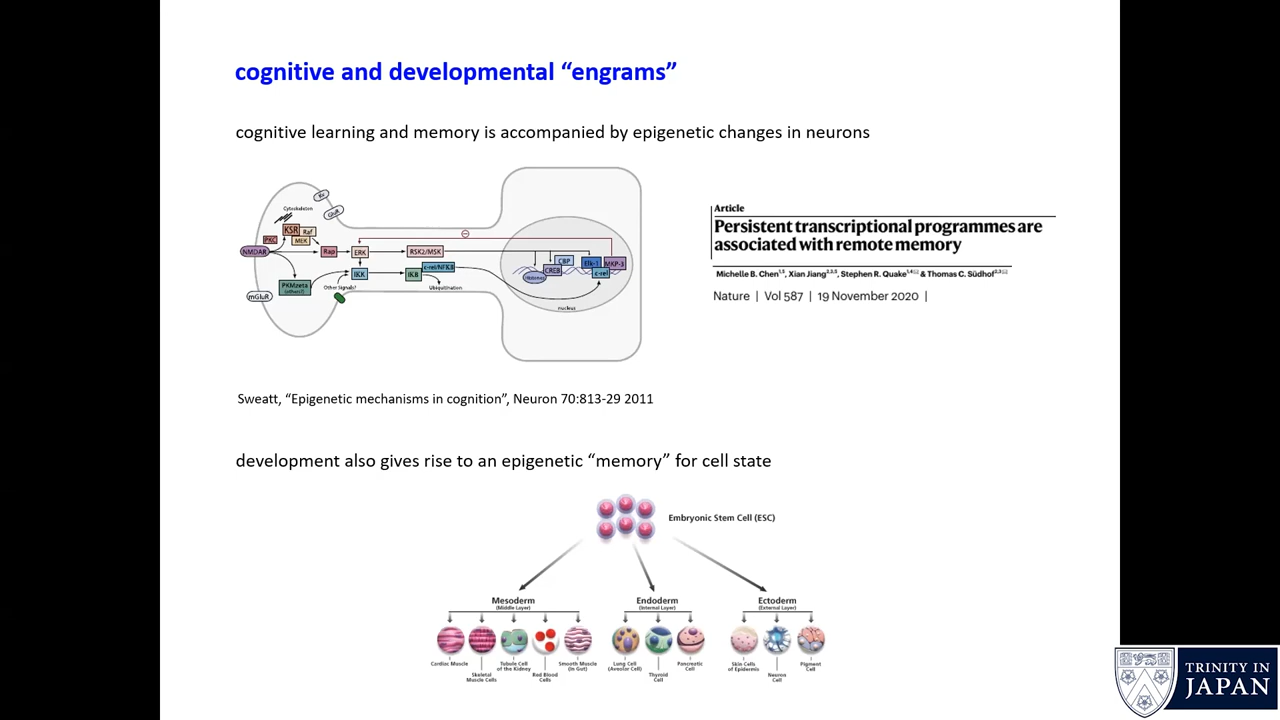 cognitive and developmental “engrams”
cognitive learning and memory is accompanied by epigenetic changes in neurons
Cytoskeleton
GluR
KSR
Raf
PKC
MEK
NMDAR
Rap
ERK
RSK2/MSK
IKK
IKB
c-rel/NFKB
PKMzeta
Other Signals?
Ubiquitination
mGluR
CBP
CREB
Histones
Elk-1
MKP-3
c-rel
nucleus
Article
Persistent transcriptional programmes are
associated with remote memory
Michelle B. Chen, Xian Jiang, Stephen R. Quake & Thomas C. Südhof
Nature | Vol 587 | 19 November 2020 |
Sweatt, “Epigenetic mechanisms in cognition”, Neuron 70:813-29 2011
development also gives rise to an epigenetic “memory” for cell state
Embryonic Stem Cell (ESC)
Mesoderm
(Middle Layer)
Endoderm
(Internal Layer)
Ectoderm
(External Layer)
Cardiac Muscle
Skeletal
Muscle Cells
Tubule Cell
of the Kidney
Red Blood
Cells
Smooth Muscle
(in Gut)
Lung Cell
(Alveolar Cell)
Thyroid
Cell
Pancreatic
Cell
Skin Cells
of Epidermis
Neuron
Cell
Pigment
Cell
TRINITY IN
JAPAN